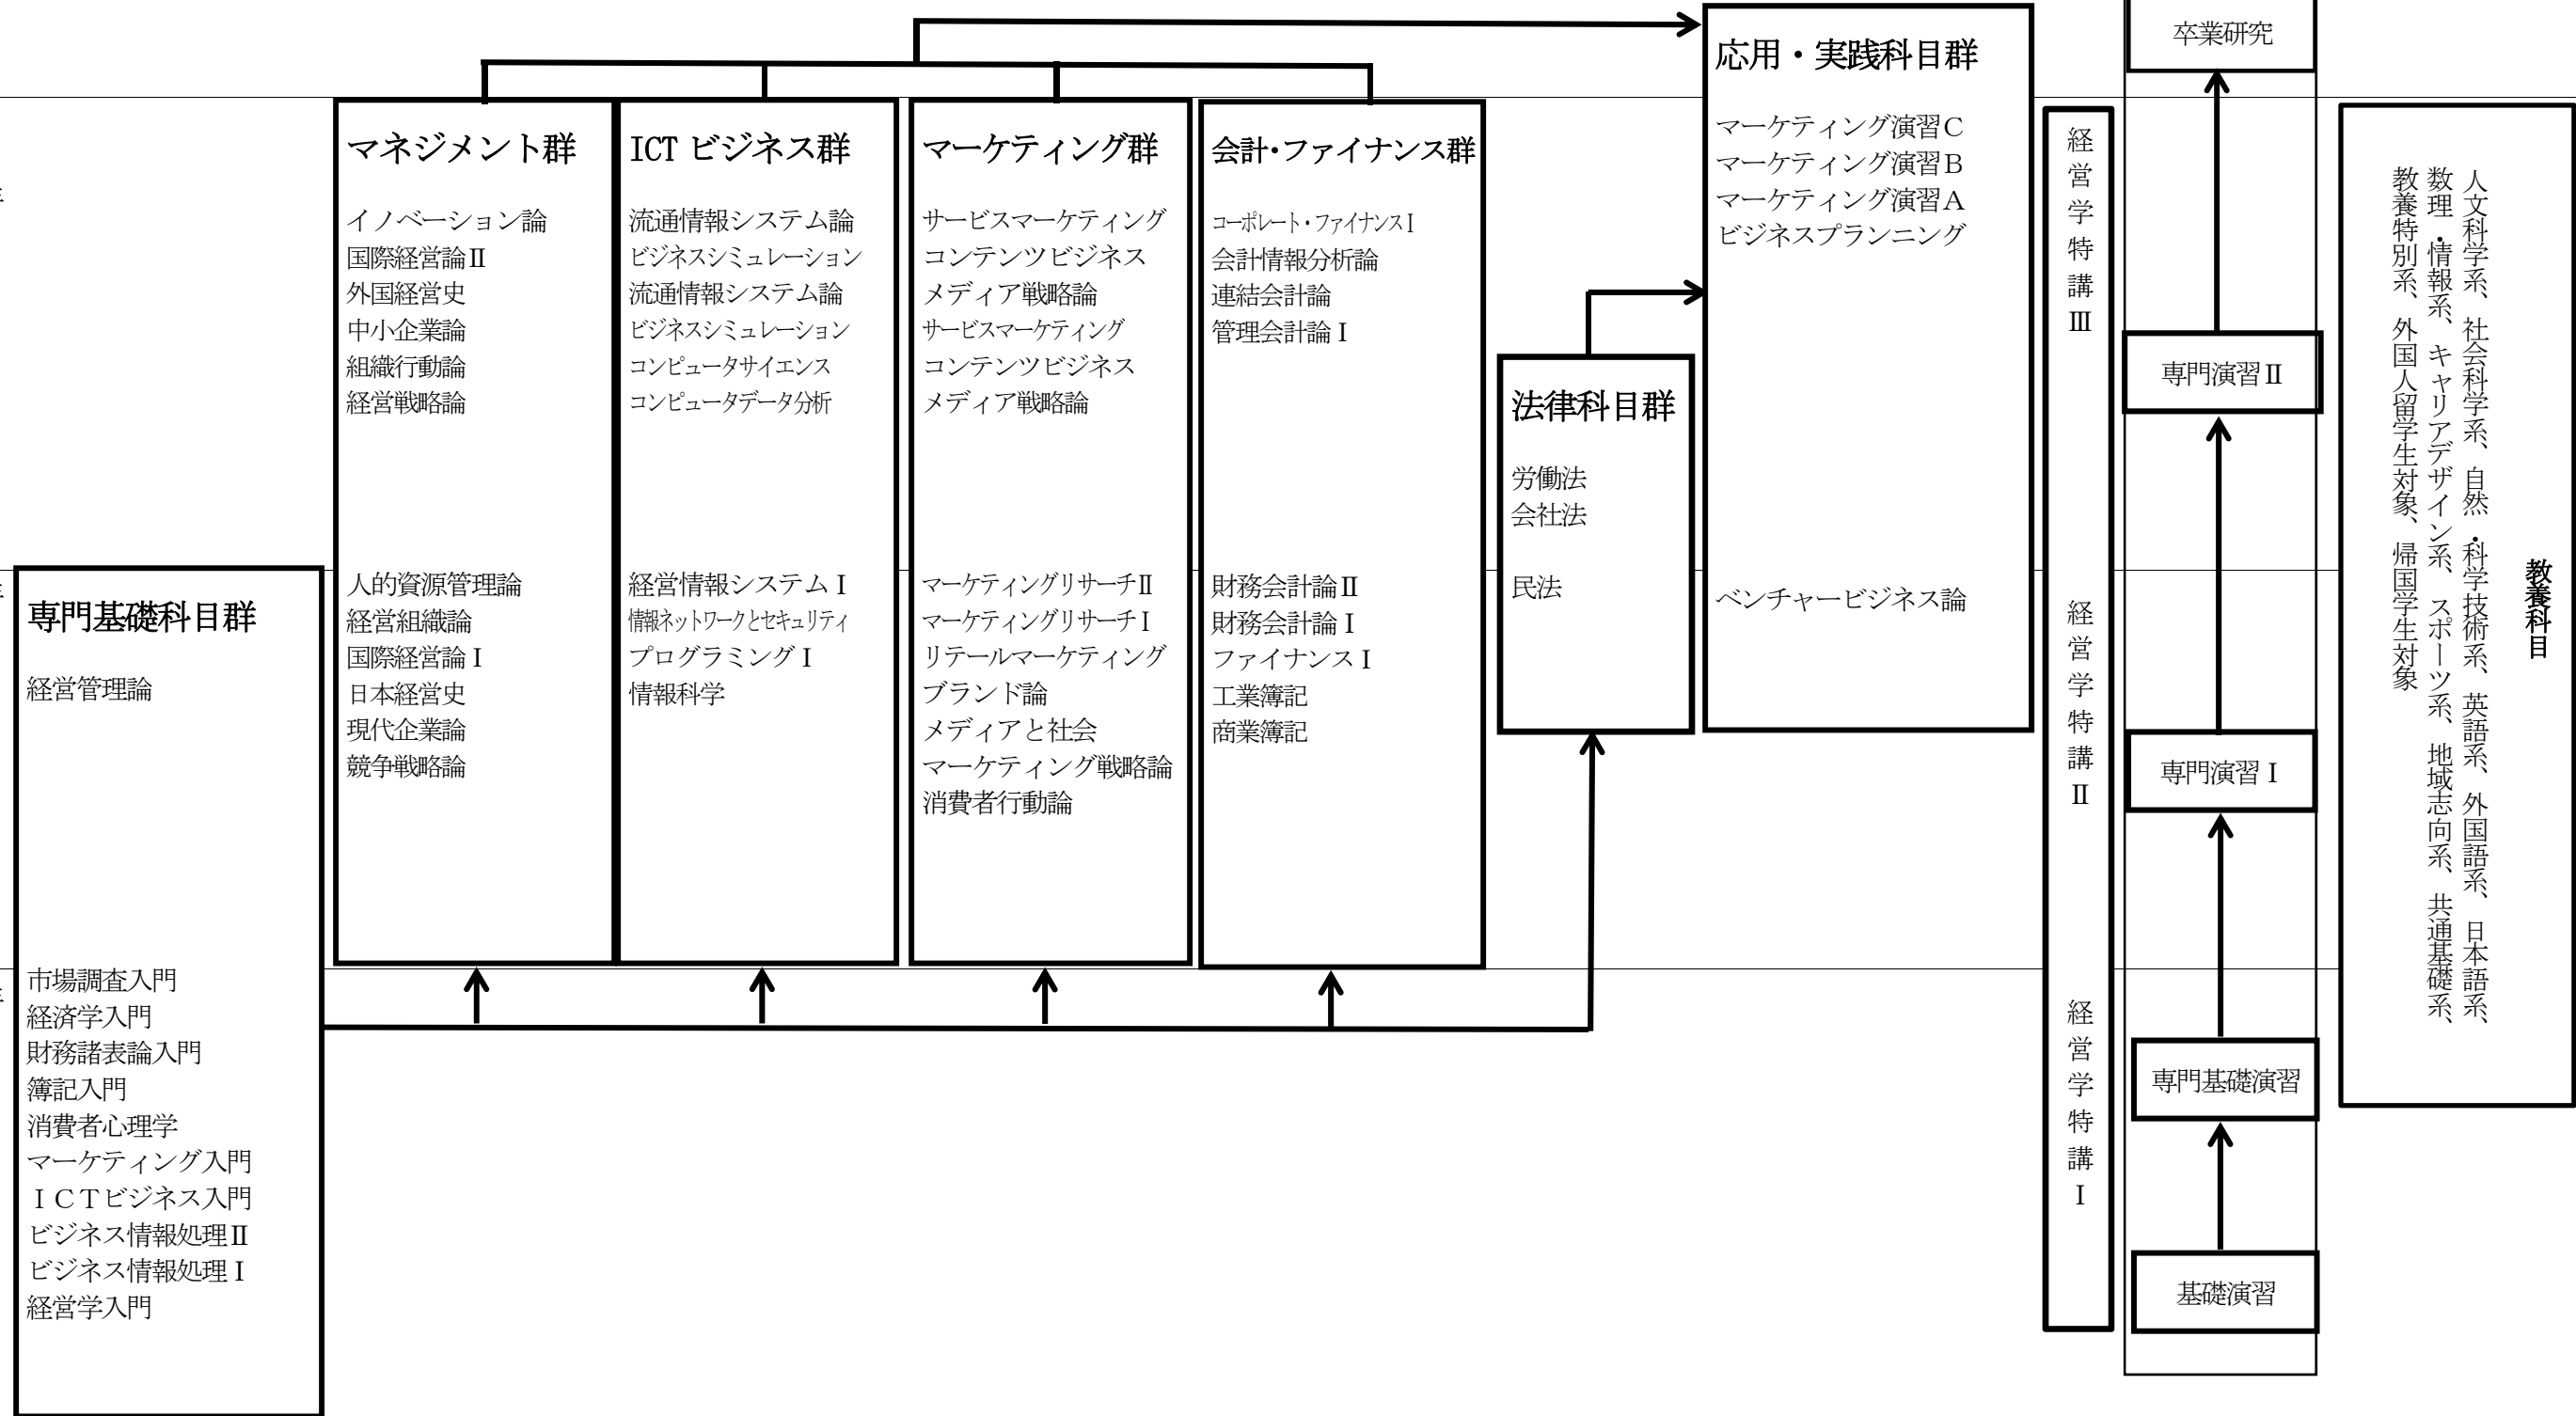 専門基礎科目群
経営管理論
市場調査入門
経済学入門
財務諸表論入門
簿記入門
消費者心理学
マーケティング入門
ＩＣＴビジネス入門
ビジネス情報処理Ⅱ
ビジネス情報処理Ⅰ
経営学入門
マネジメント群
イノベーション論
国際経営論Ⅱ
外国経営史
中小企業論
組織行動論
経営戦略論
人的資源管理論
経営組織論
国際経営論Ⅰ
日本経営史
現代企業論
競争戦略論
ICT ビジネス群
流通情報システム論
ビジネスシミュレーション
流通情報システム論
ビジネスシミュレーション
コンピュータサイエンス
コンピュータデータ分析
経営情報システムⅠ
情報ネットワークとセキュリティ
プログラミングⅠ
情報科学
マーケティング群
サービスマーケティング
コンテンツビジネス
メディア戦略論
サービスマーケティング
コンテンツビジネス
メディア戦略論
マーケティングリサーチⅡ
マーケティングリサーチⅠ
リテールマーケティング
ブランド論
メディアと社会
マーケティング戦略論
消費者行動論
会計・ファイナンス群
コーポレート・ファイナンスⅠ
会計情報分析論
連結会計論
管理会計論Ⅰ
財務会計論Ⅱ
財務会計論Ⅰ
ファイナンスⅠ
工業簿記
商業簿記
法律科目群
労働法
会社法
民法
応用・実践科目群
マーケティング演習Ｃ
マーケティング演習Ｂ
マーケティング演習Ａ
ビジネスプランニング
ベンチャービジネス論
経営学特講Ⅲ
経営学特講Ⅱ
経営学特講Ⅰ
卒業研究
専門演習Ⅱ
専門演習Ⅰ
専門基礎演習
基礎演習
教養科目
人文科学系、社会科学系、自然・科学技術系、英語系、外国語系、日本語系、
数理・情報系、キャリアデザイン系、スポーツ系、地域志向系、共通基礎系、
教養特別系、外国人留学生対象、帰国学生対象